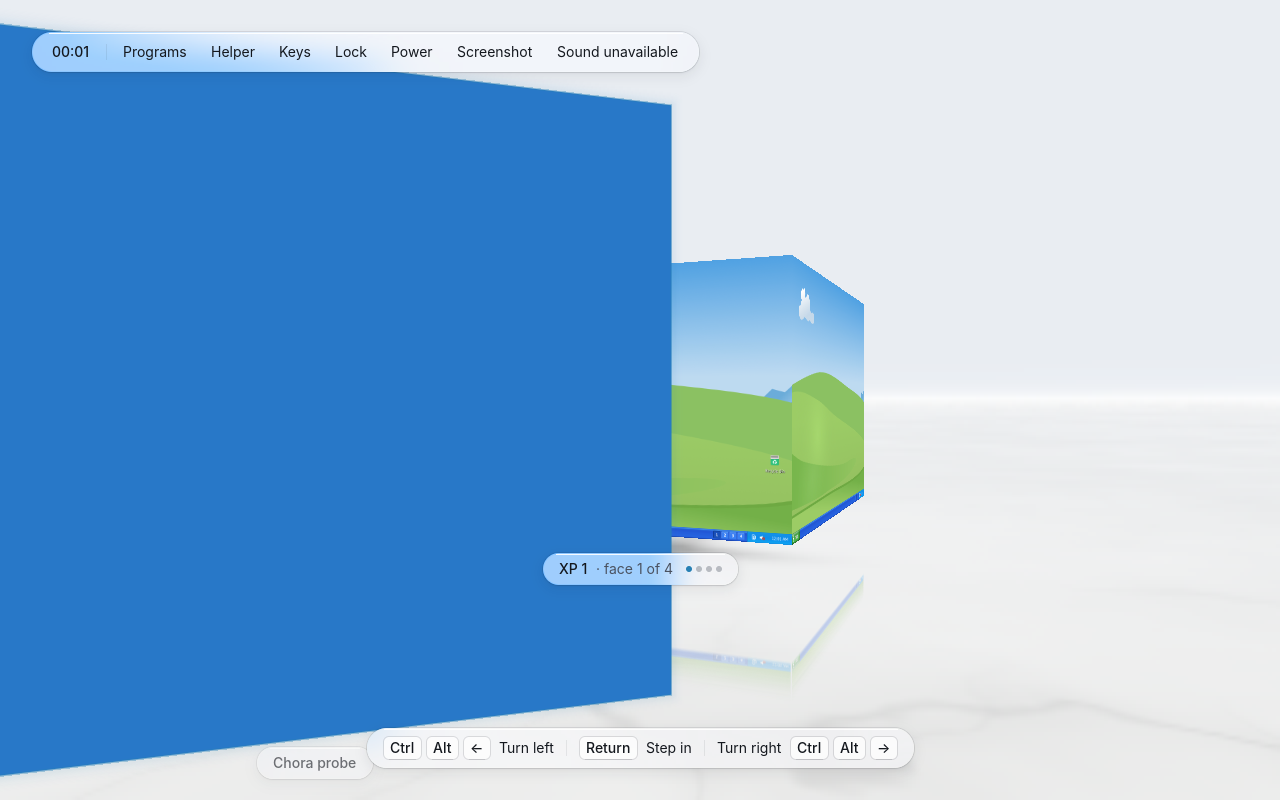 00:01 Programs Helper Keys Lock Power Screenshot Sound unavailable
XP 1 · face 1 of 4
Ctrl Alt ← Turn left Return Step in Turn right Ctrl Alt →
Chora probe